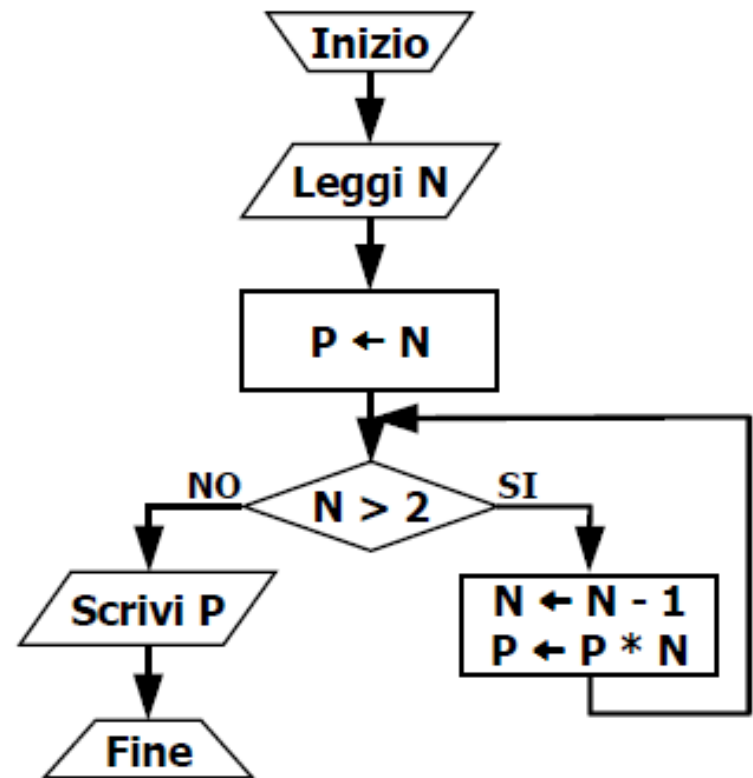 Inizio
Leggi N
P ← N
NO
N > 2
SI
Scrivi P
N ← N - 1
P ← P * N
Fine